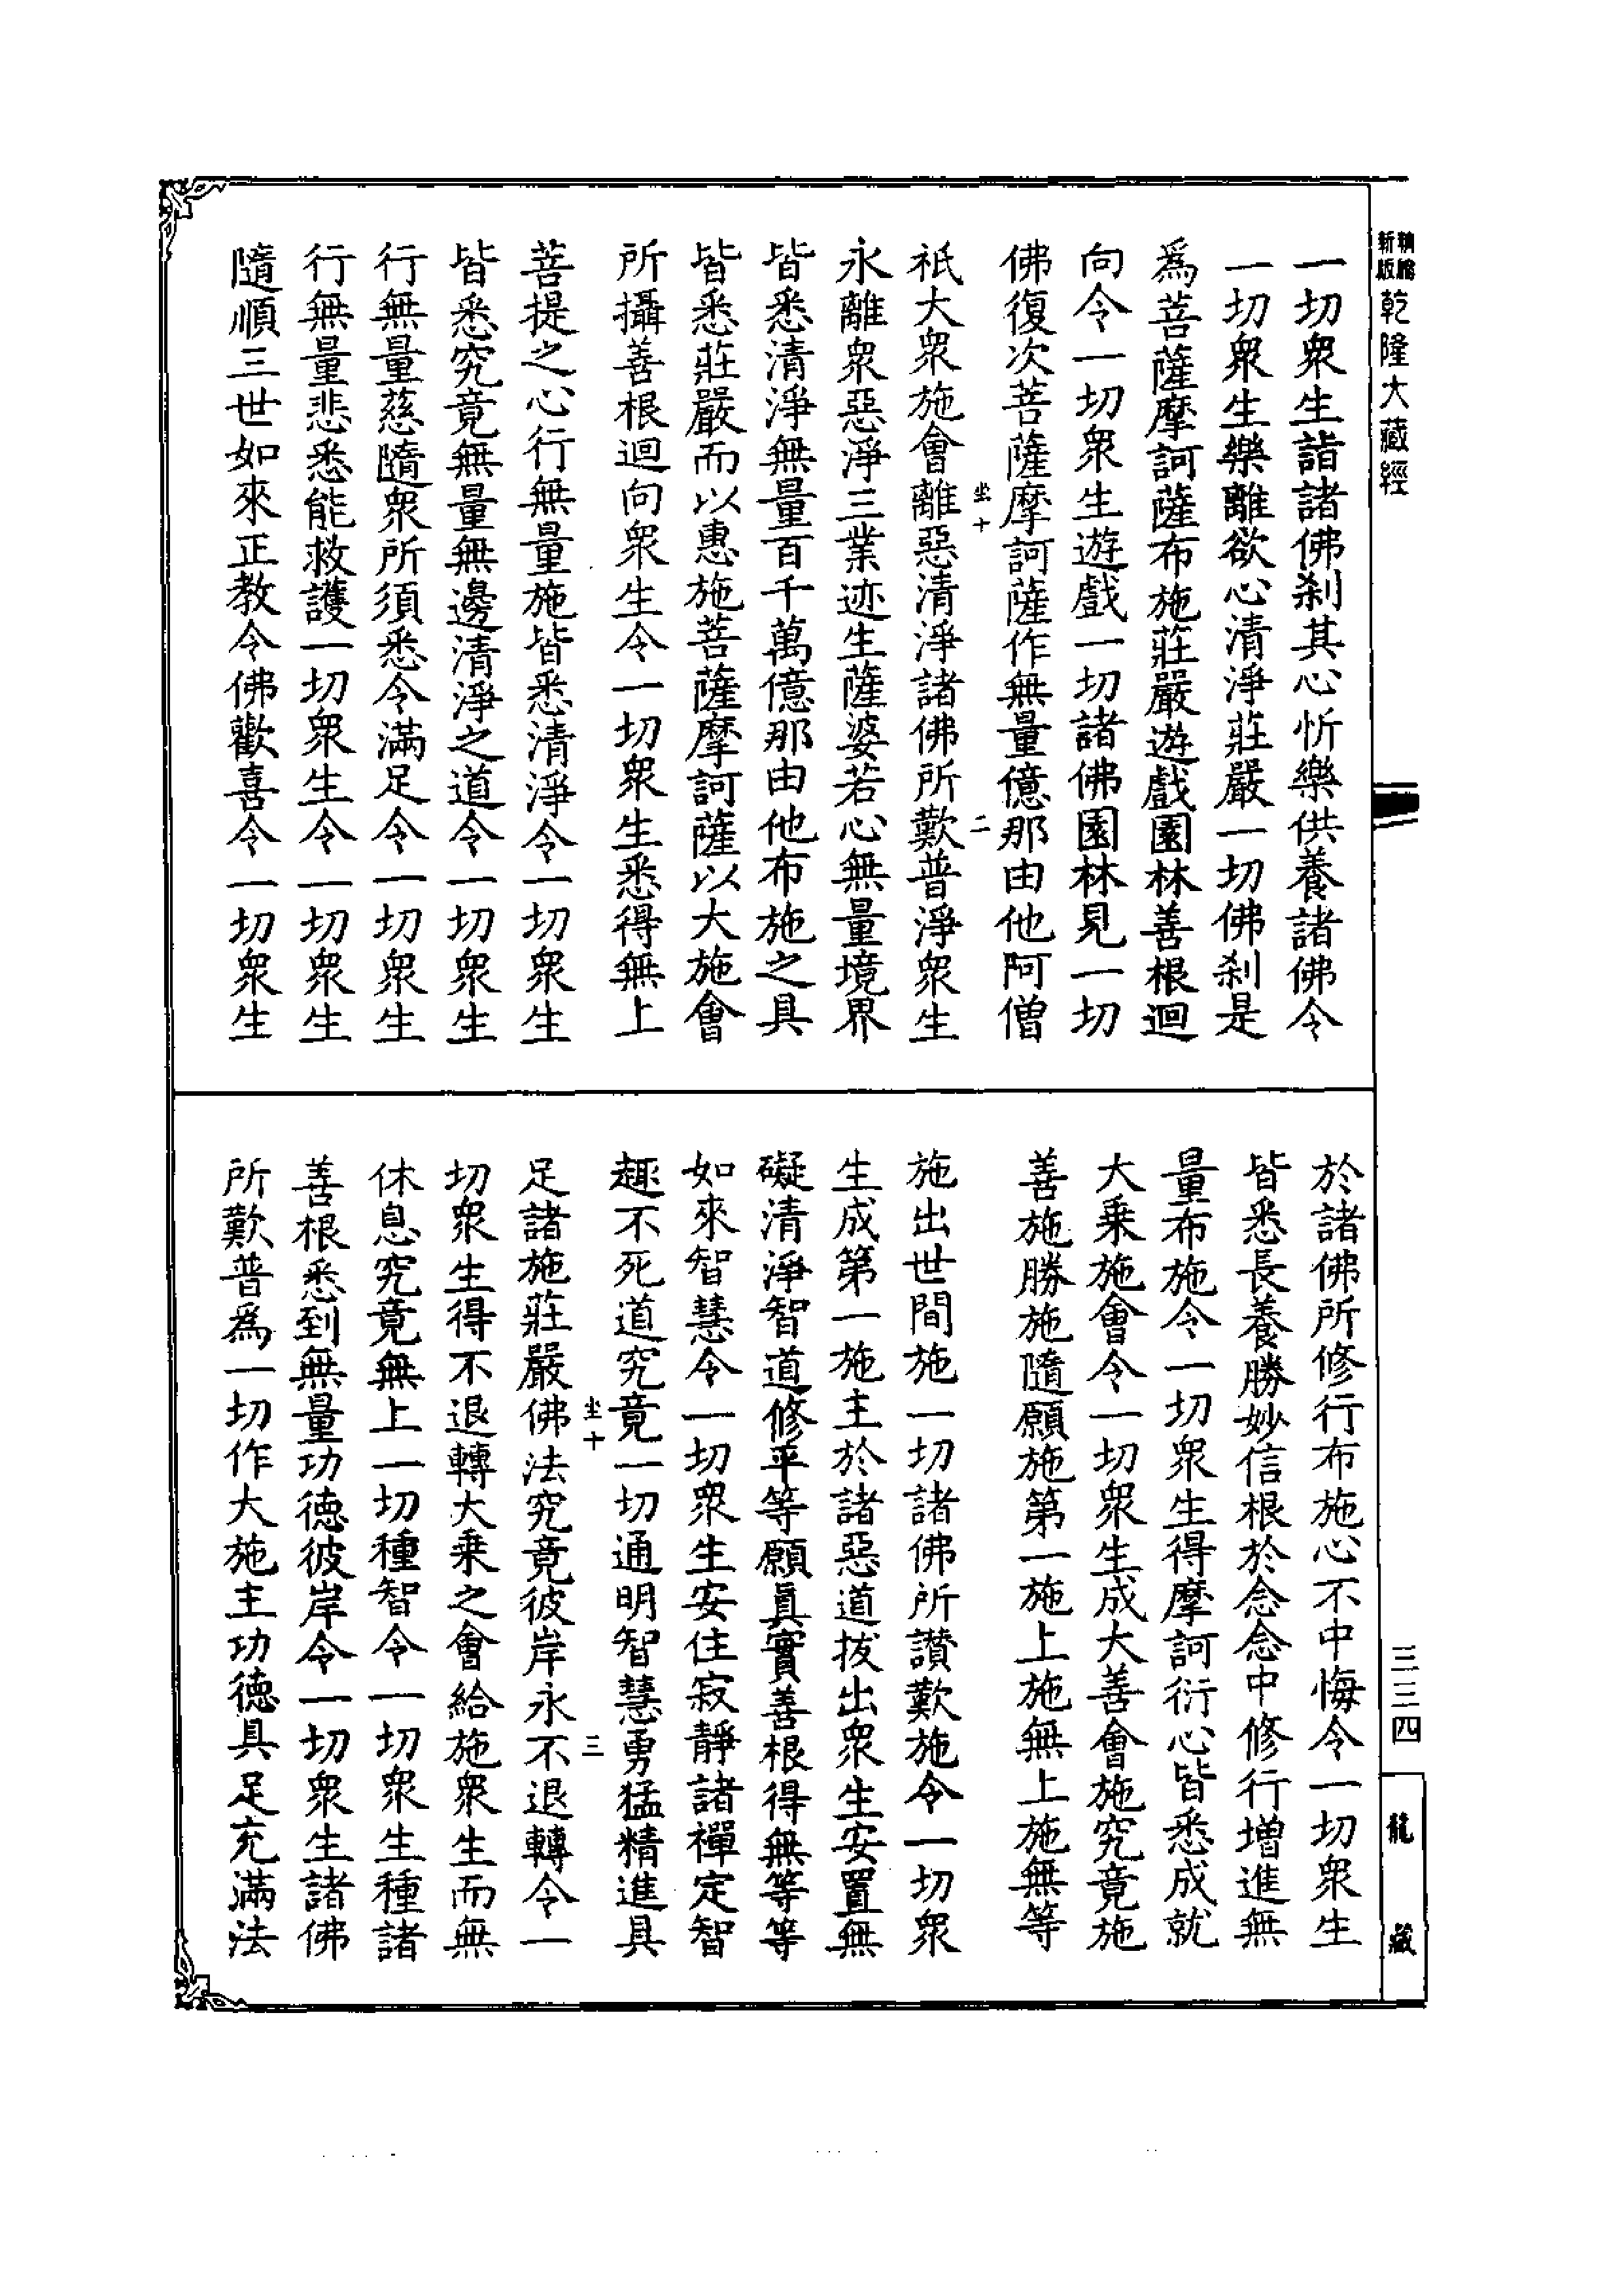 精繪新版 乾隆大藏經
一切衆生詣諸佛刹其心忻樂供養諸佛令
一切衆生樂離欲心清淨莊嚴一切佛刹是
爲菩薩摩訶薩布施莊嚴遊戲園林善根迴
向令一切衆生遊戲一切諸佛園林見一切
佛復次菩薩摩訶薩作無量億那由他阿僧
坐十 二
祇大衆施會離惡清淨諸佛所歎普淨衆生
永離衆惡淨三業迹生薩婆若心無量境界
皆悉清淨無量百千萬億那由他布施之具
皆悉莊嚴而以惠施菩薩摩訶薩以大施會
所攝善根迴向衆生令一切衆生悉得無上
菩提之心行無量施皆悉清淨令一切衆生
皆悉究竟無量無邊清淨之道令一切衆生
行無量慈隨衆所須悉令滿足令一切衆生
行無量悲悉能救護一切衆生令一切衆生
隨順三世如來正教令佛歡喜令一切衆生
於諸佛所修行布施心不中悔令一切衆生
皆悉長養勝妙信根於念念中修行增進無
量布施令一切衆生得摩訶衍心皆悉成就
大乘施會令一切衆生成大善會施究竟施
善施勝施隨願施第一施上施無上施無等
施出世間施一切諸佛所讚歎施令一切衆
生成第一施主於諸惡道拔出衆生安置無
礙清淨智道修平等願眞實善根得無等等
如來智慧令一切衆生安住寂靜諸禪定智
趣不死道究竟一切通明智慧勇猛精進具
坐十 三
足諸施莊嚴佛法究竟彼岸永不退轉令一
切衆生得不退轉大乘之會給施衆生而無
休息究竟無上一切種智令一切衆生種諸
善根悉到無量功德彼岸令一切衆生諸佛
所歎普爲一切作大施主功德具足充滿法
三三四
龍藏